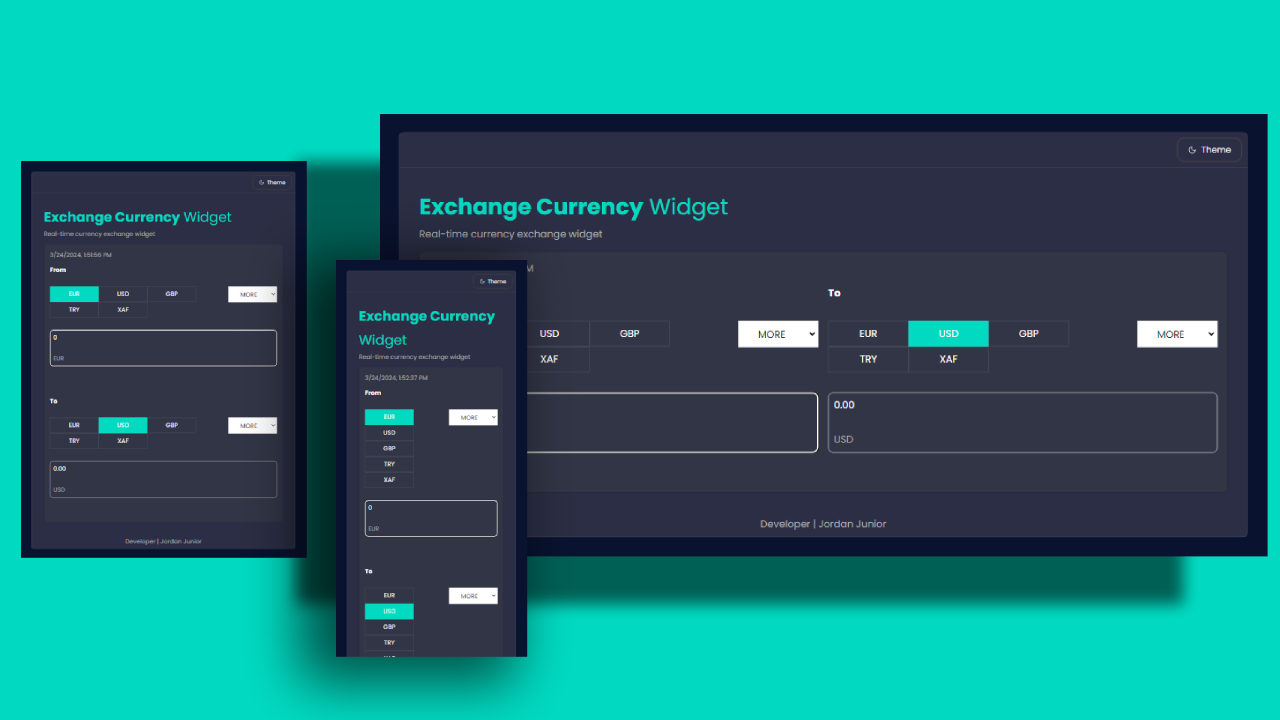 Theme
Exchange Currency Widget
Real-time currency exchange widget
3/24/2024, 1:51:56 PM
From
EUR USD GBP MORE
TRY XAF
0
EUR
To
EUR USD GBP MORE
TRY XAF
0.00
USD
Developer | Jordan Junior
Theme
Exchange Currency
Widget
Real-time currency exchange widget
3/24/2024, 1:52:37 PM
From
EUR MORE
USD
GBP
TRY
XAF
0
EUR
To
EUR MORE
USD
GBP
TRY
Theme
Exchange Currency Widget
Real-time currency exchange widget
To
USD GBP MORE
XAF
EUR USD GBP MORE
TRY XAF
0.00
USD
Developer | Jordan Junior